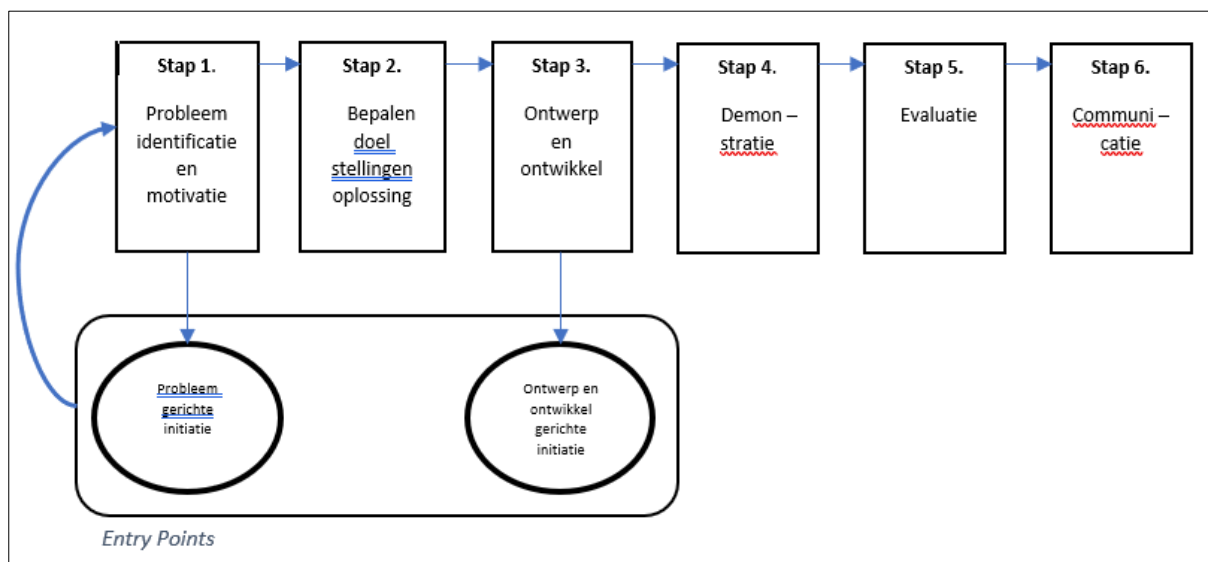 Stap 1.
Probleem
identificatie
en
motivatie
Stap 2.
Bepalen
doel
stellingen
oplossing
Stap 3.
Ontwerp
en
ontwikkel
Stap 4.
Demon –
stratie
Stap 5.
Evaluatie
Stap 6.
Communi –
catie
Probleem
gerichte
initiatie
Ontwerp en
ontwikkel
gerichte
initiatie
Entry Points